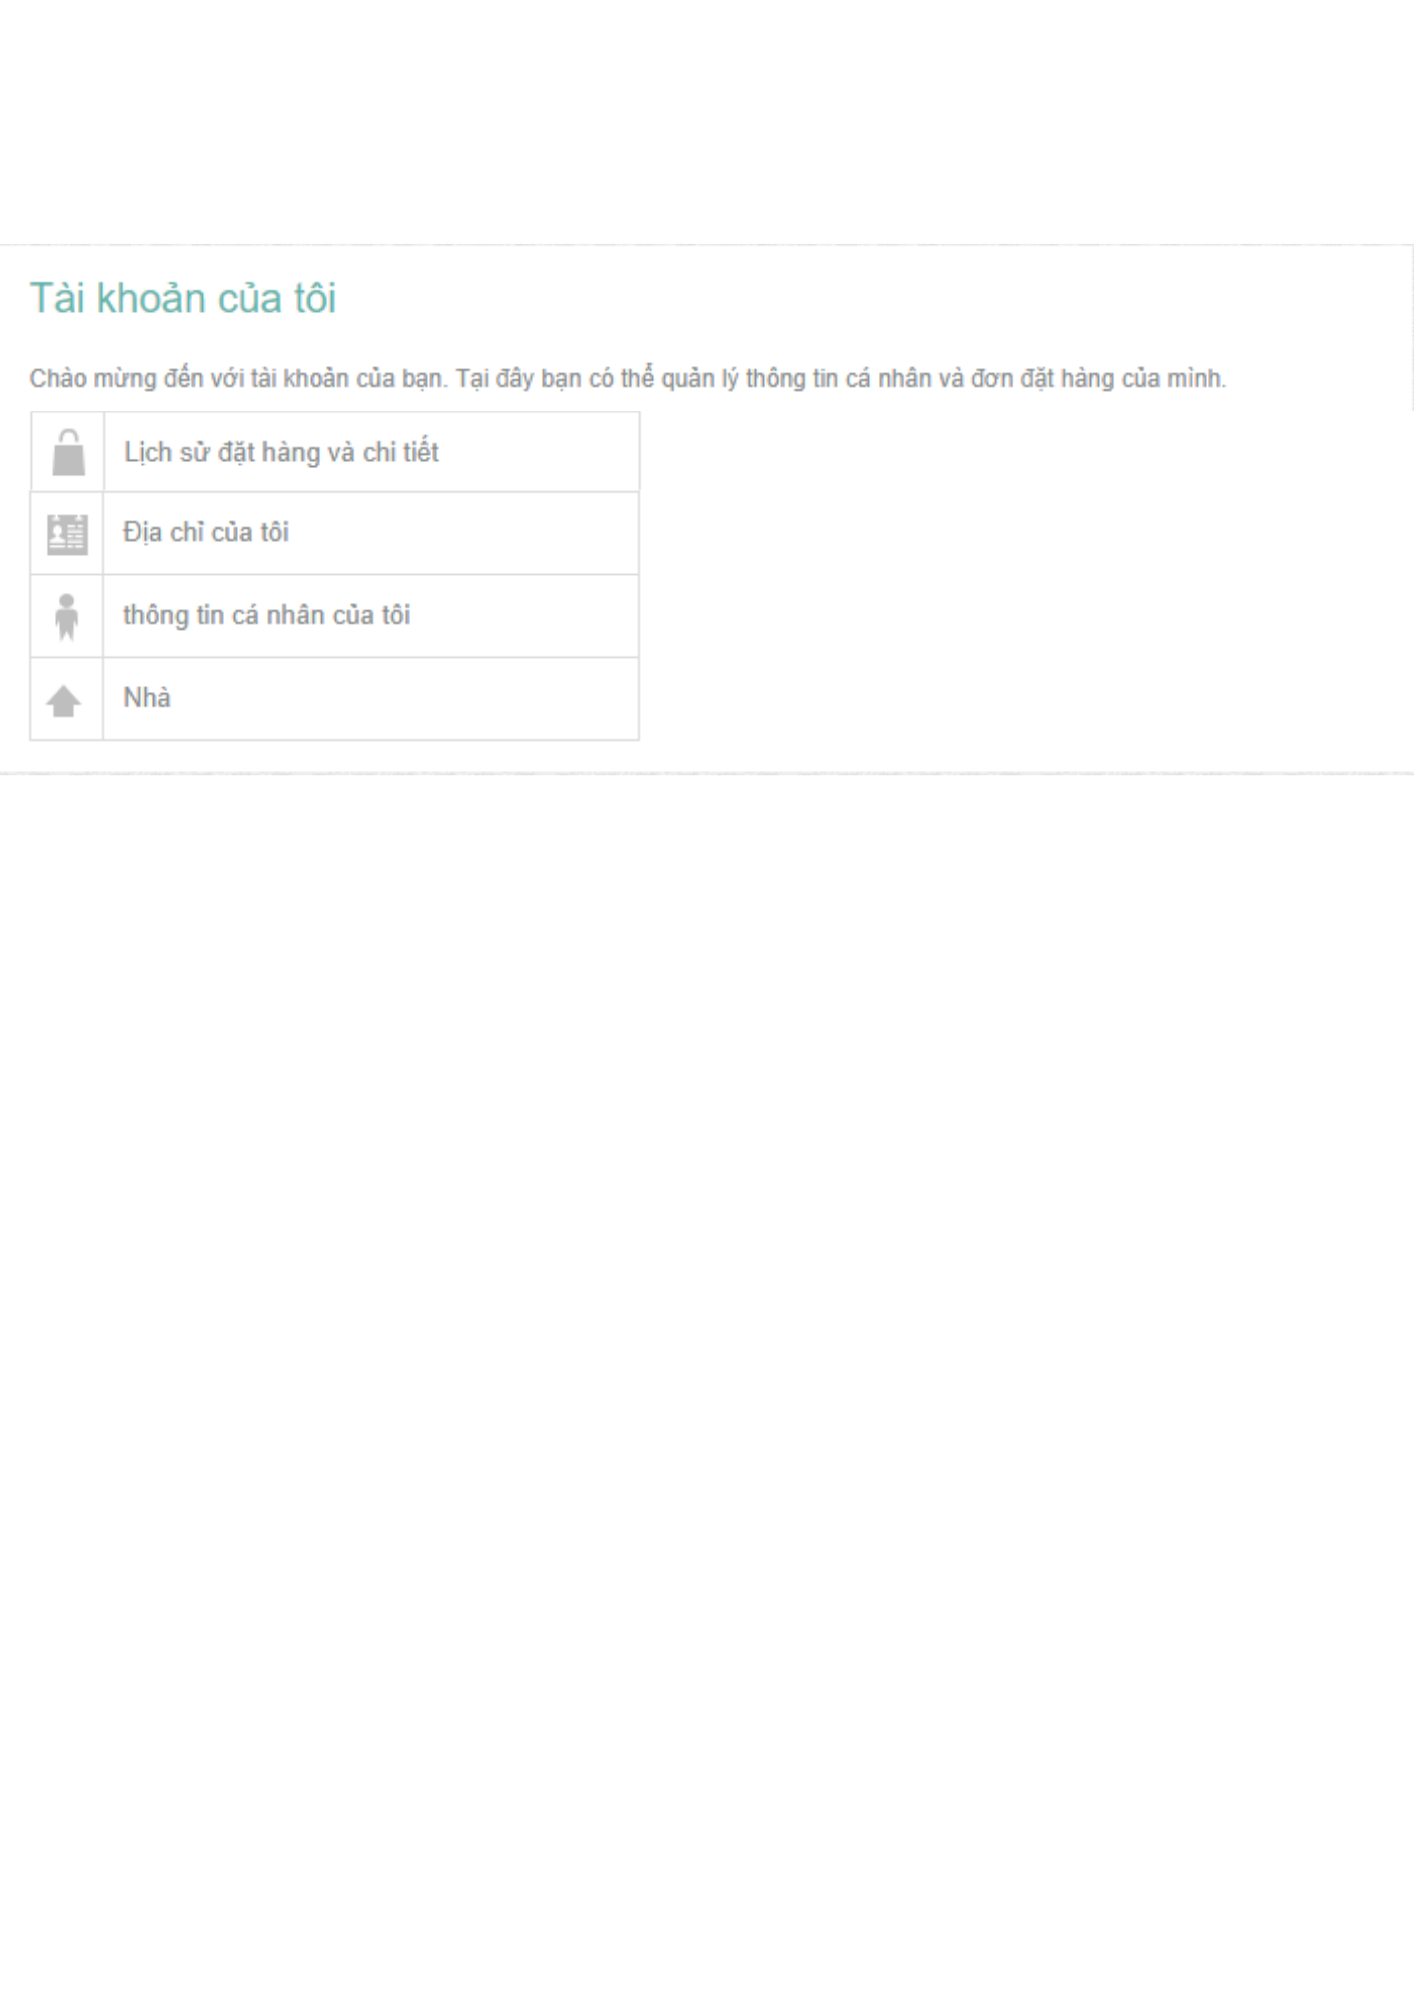 Tài khoản của tôi
Chào mừng đến với tài khoản của bạn. Tại đây bạn có thể quản lý thông tin cá nhân và đơn đặt hàng của mình.
Lịch sử đặt hàng và chi tiết
Địa chỉ của tôi
thông tin cá nhân của tôi
Nhà